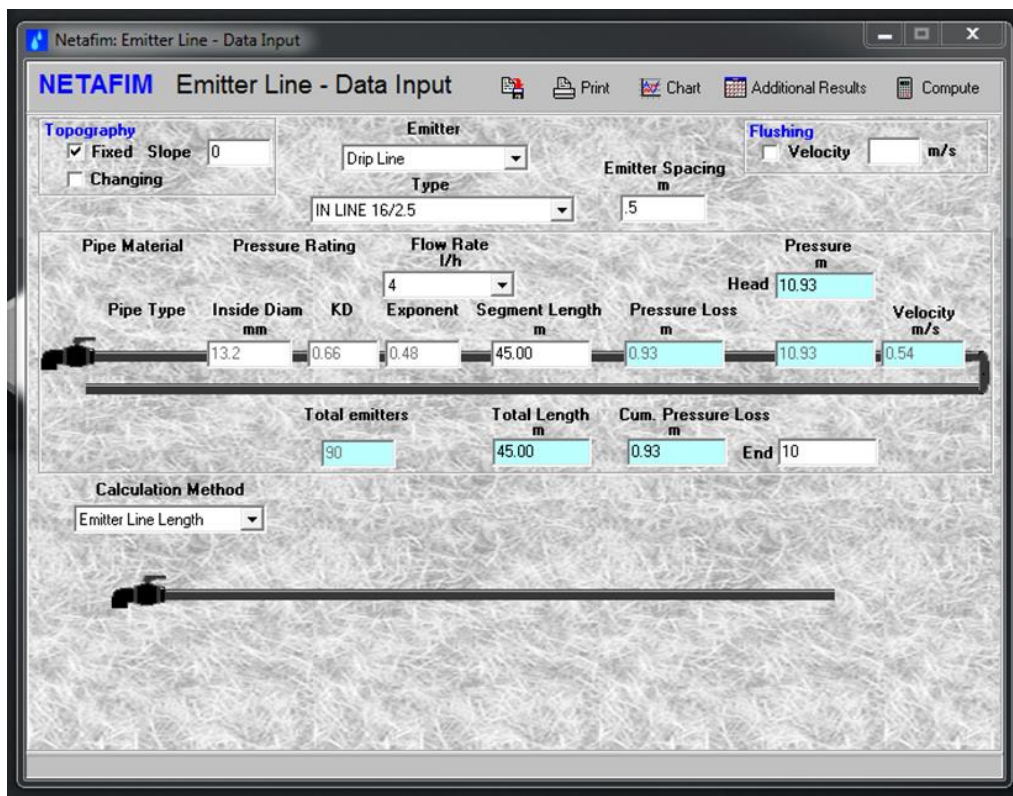 Netafim: Emitter Line - Data Input
NETAFIM Emitter Line - Data Input Print Chart Additional Results Compute
Topography
Fixed Slope 0
Changing
Emitter
Drip Line
Type
IN LINE 16/2.5
Emitter Spacing
m
.5
Flushing
Velocity m/s
Pipe Material Pressure Rating Flow Rate
l/h
4
Pressure
m
Head 10.93
Pipe Type Inside Diam KD Exponent Segment Length Pressure Loss Velocity
mm m m m/s
13.2 0.66 0.48 45.00 0.93 10.93 0.54
Total emitters Total Length Cum. Pressure Loss
m m
90 45.00 0.93 End 10
Calculation Method
Emitter Line Length